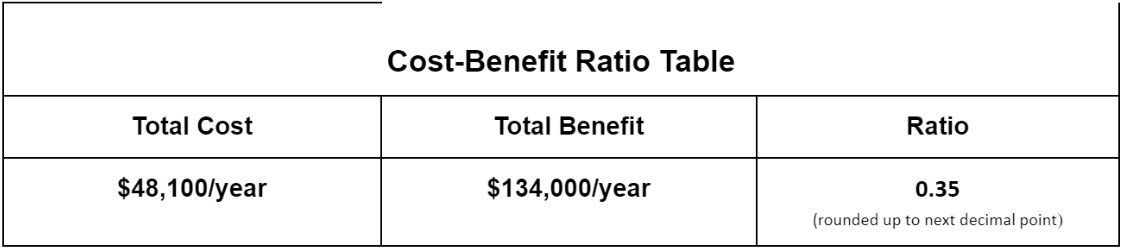 Cost-Benefit Ratio Table
Total Cost Total Benefit Ratio
$48,100/year $134,000/year 0.35
(rounded up to next decimal point)